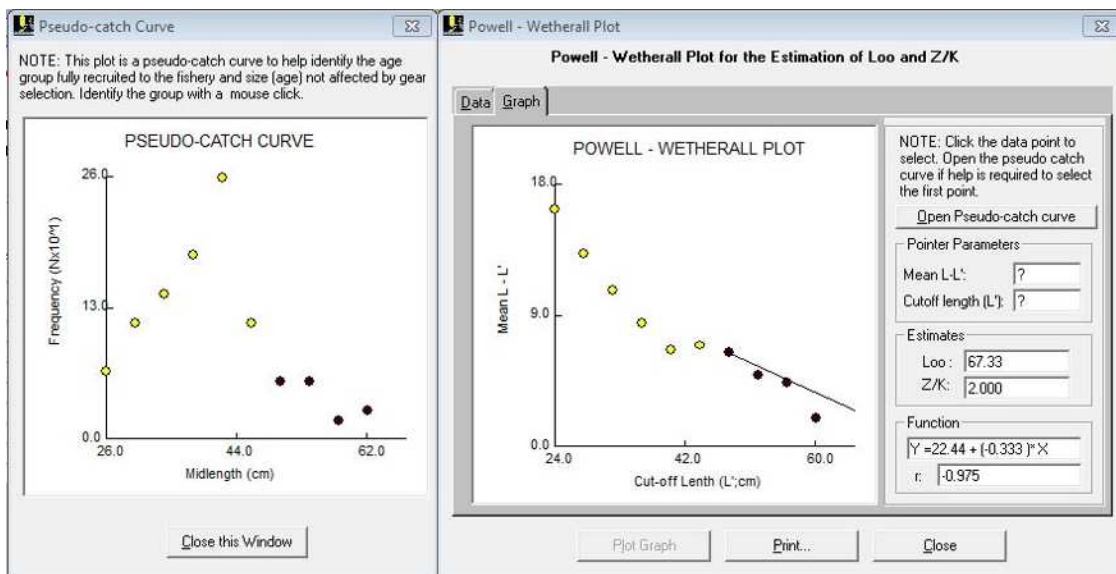 Pseudo-catch Curve
NOTE: This plot is a pseudo-catch curve to help identify the age
group fully recruited to the fishery and size (age) not affected by gear
selection. Identify the group with a mouse click.
PSEUDO-CATCH CURVE
26.0
13.0
0.0
Frequency (Nx10^1)
26.0 44.0 62.0
Midlength (cm)
Close this Window
Powell - Wetherall Plot
Powell - Wetherall Plot for the Estimation of Loo and Z/K
Data Graph
POWELL - WETHERALL PLOT
18.0
9.0
0.0
Mean L - L'
24.0 42.0 60.0
Cut-off Lenth (L';cm)
NOTE: Click the data point to
select. Open the pseudo catch
curve if help is required to select
the first point.
Open Pseudo-catch curve
Pointer Parameters
Mean L-L': ?
Cutoff length (L'): ?
Estimates
Loo : 67.33
Z/K: 2.000
Function
Y =22.44 + (-0.333 )* X
r: -0.975
Plot Graph Print... Close